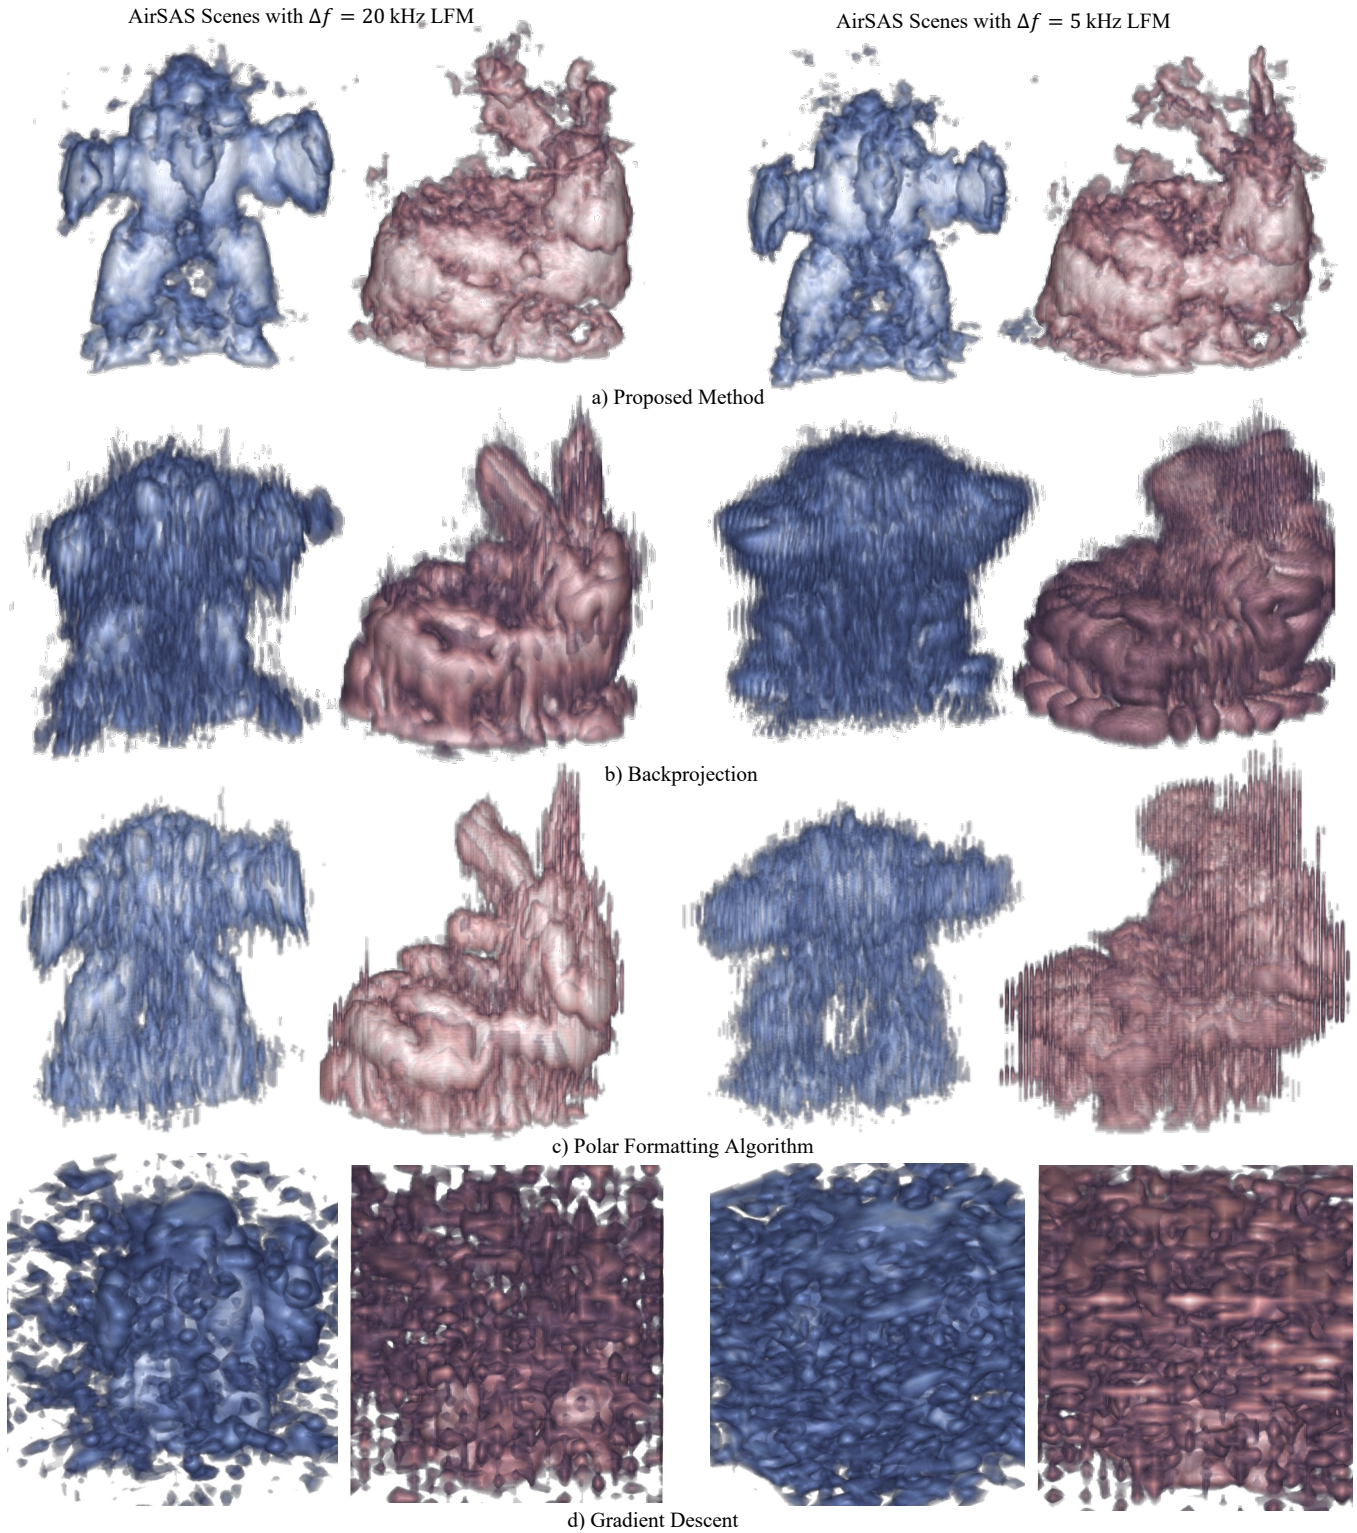 AirSAS Scenes with Δ𝑓 = 20 kHz LFM
AirSAS Scenes with Δ𝑓 = 5 kHz LFM
a) Proposed Method
b) Backprojection
c) Polar Formatting Algorithm
d) Gradient Descent